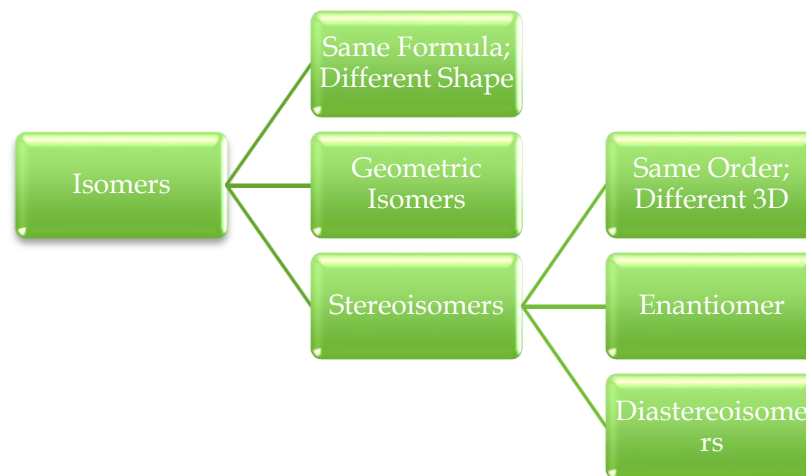 Same Formula;
Different Shape
Isomers
Geometric
Isomers
Stereoisomers
Same Order;
Different 3D
Enantiomer
Diastereoisome
rs